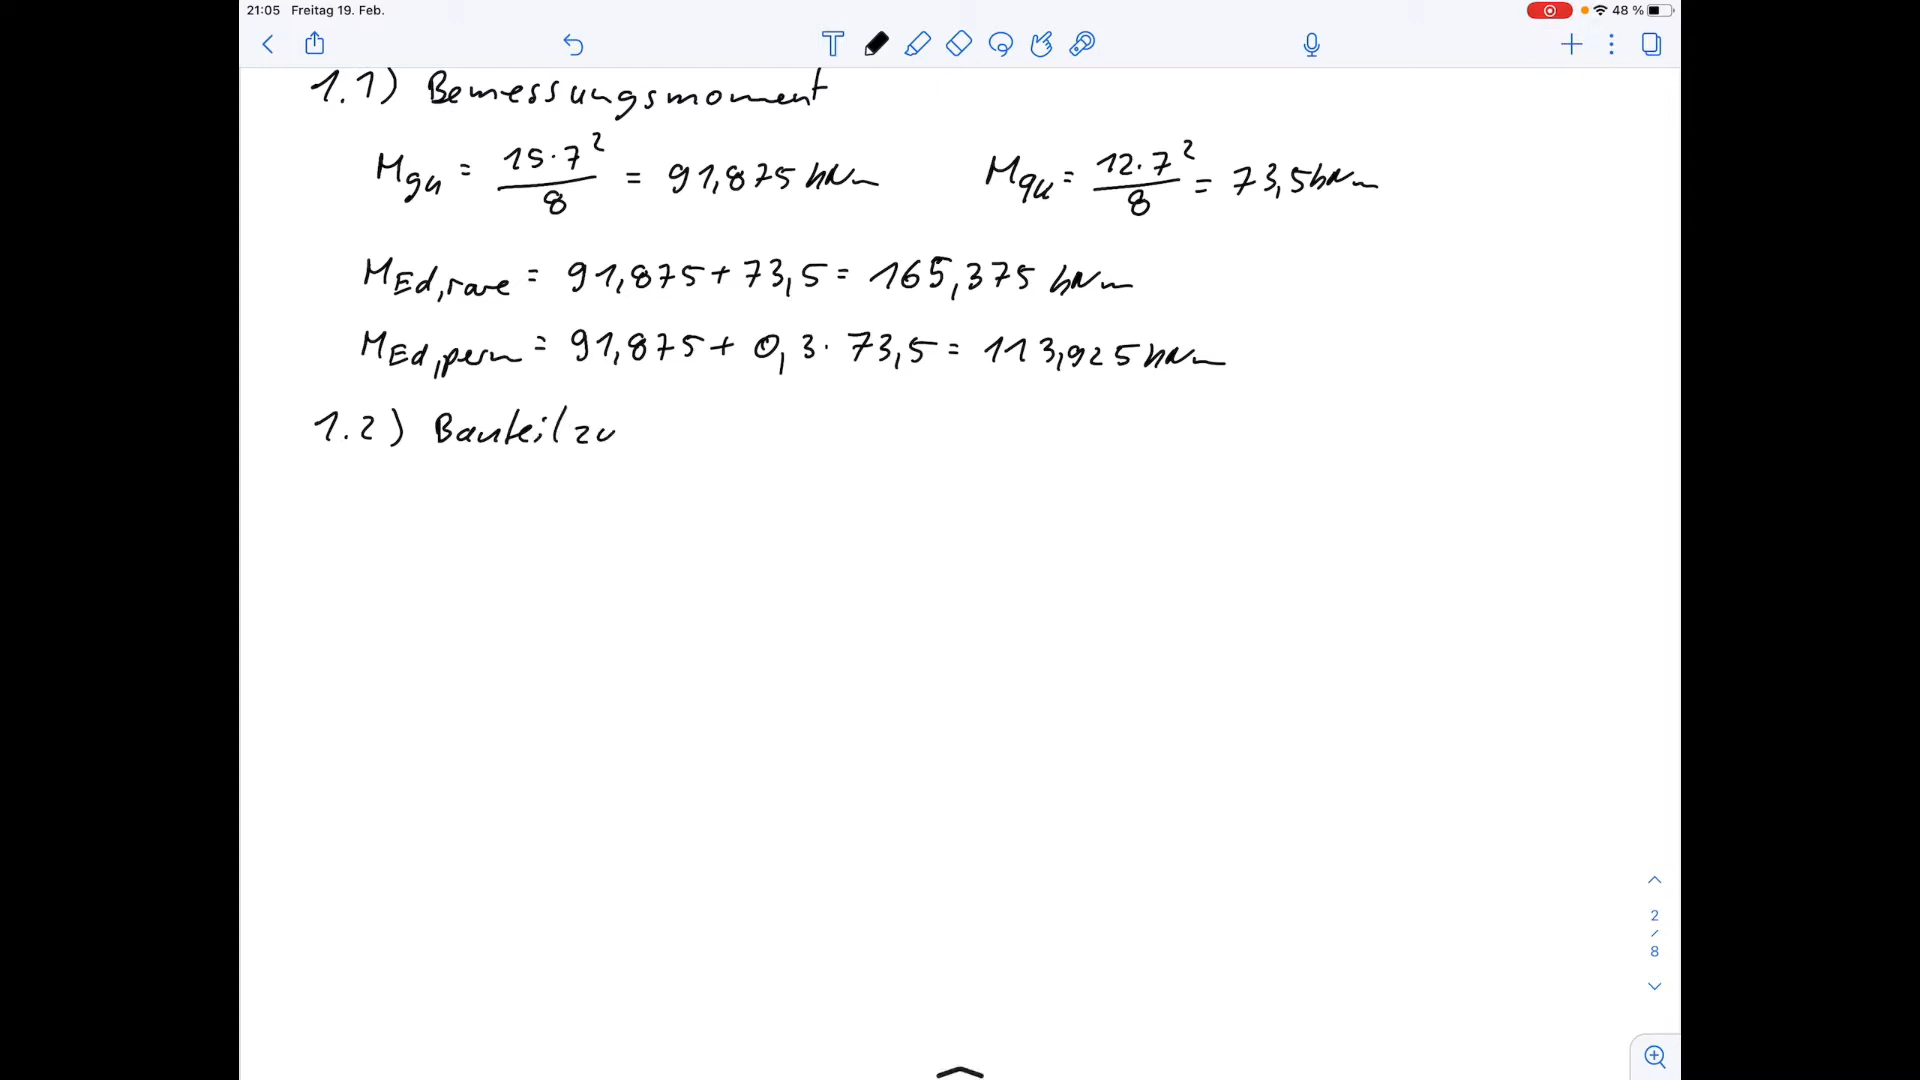 21:05 Freitag 19. Feb. 48 %
1.1) Bemessungsmoment
Mgk = 15·7²/8 = 91,875 kNm Mqk = 12·7²/8 = 73,5 kNm
MEd,rare = 91,875 + 73,5 = 165,375 kNm
MEd,perm = 91,875 + 0,3 · 73,5 = 113,925 kNm
1.2) Bauteilzu
2
/
8